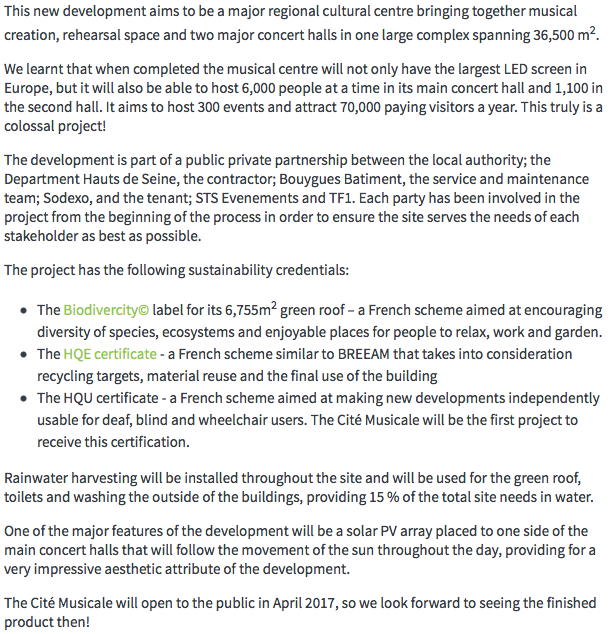 This new development aims to be a major regional cultural centre bringing together musical
creation, rehearsal space and two major concert halls in one large complex spanning 36,500 m².
We learnt that when completed the musical centre will not only have the largest LED screen in
Europe, but it will also be able to host 6,000 people at a time in its main concert hall and 1,100 in
the second hall. It aims to host 300 events and attract 70,000 paying visitors a year. This truly is a
colossal project!
The development is part of a public private partnership between the local authority; the
Department Hauts de Seine, the contractor; Bouygues Batiment, the service and maintenance
team; Sodexo, and the tenant; STS Evenements and TF1. Each party has been involved in the
project from the beginning of the process in order to ensure the site serves the needs of each
stakeholder as best as possible.
The project has the following sustainability credentials:
• The Biodivercity© label for its 6,755m² green roof – a French scheme aimed at encouraging
diversity of species, ecosystems and enjoyable places for people to relax, work and garden.
• The HQE certificate - a French scheme similar to BREEAM that takes into consideration
recycling targets, material reuse and the final use of the building
• The HQU certificate - a French scheme aimed at making new developments independently
usable for deaf, blind and wheelchair users. The Cité Musicale will be the first project to
receive this certification.
Rainwater harvesting will be installed throughout the site and will be used for the green roof,
toilets and washing the outside of the buildings, providing 15 % of the total site needs in water.
One of the major features of the development will be a solar PV array placed to one side of the
main concert halls that will follow the movement of the sun throughout the day, providing for a
very impressive aesthetic attribute of the development.
The Cité Musicale will open to the public in April 2017, so we look forward to seeing the finished
product then!